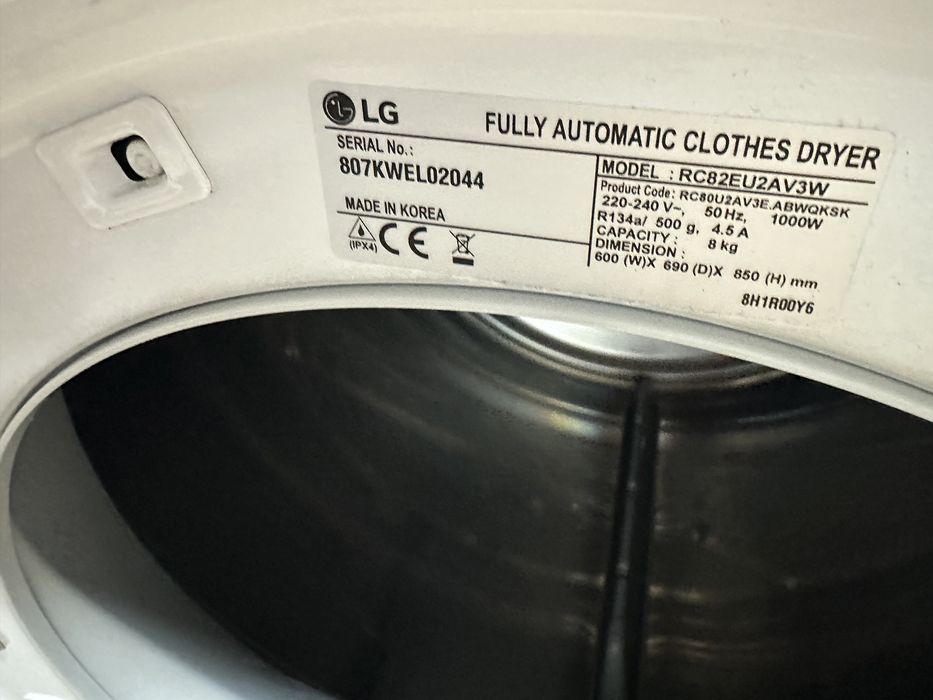 LG
FULLY AUTOMATIC CLOTHES DRYER
SERIAL No.:
807KWEL02044
MADE IN KOREA
(IPX4) CE
MODEL : RC82EU2AV3W
Product Code: RC80U2AV3E.ABWQKSK
220-240 V~, 50 Hz, 1000W
R134a/ 500 g, 4.5 A
CAPACITY : 8 kg
DIMENSION :
600 (W)X 690 (D)X 850 (H) mm
8H1R00Y6